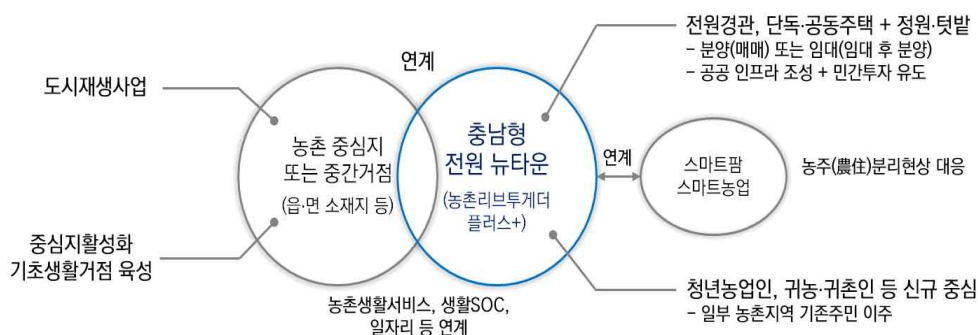 도시재생사업
중심지활성화
기초생활거점 육성
연계
농촌 중심지
또는 중간거점
(읍·면 소재지 등)
충남형
전원 뉴타운
(농촌리브투게더
플러스+)
농촌생활서비스, 생활SOC,
일자리 등 연계
전원경관, 단독·공동주택 + 정원·텃밭
- 분양(매매) 또는 임대(임대 후 분양)
- 공공 인프라 조성 + 민간투자 유도
연계
스마트팜
스마트농업
농주(農住)분리현상 대응
청년농업인, 귀농·귀촌인 등 신규 중심
- 일부 농촌지역 기존주민 이주